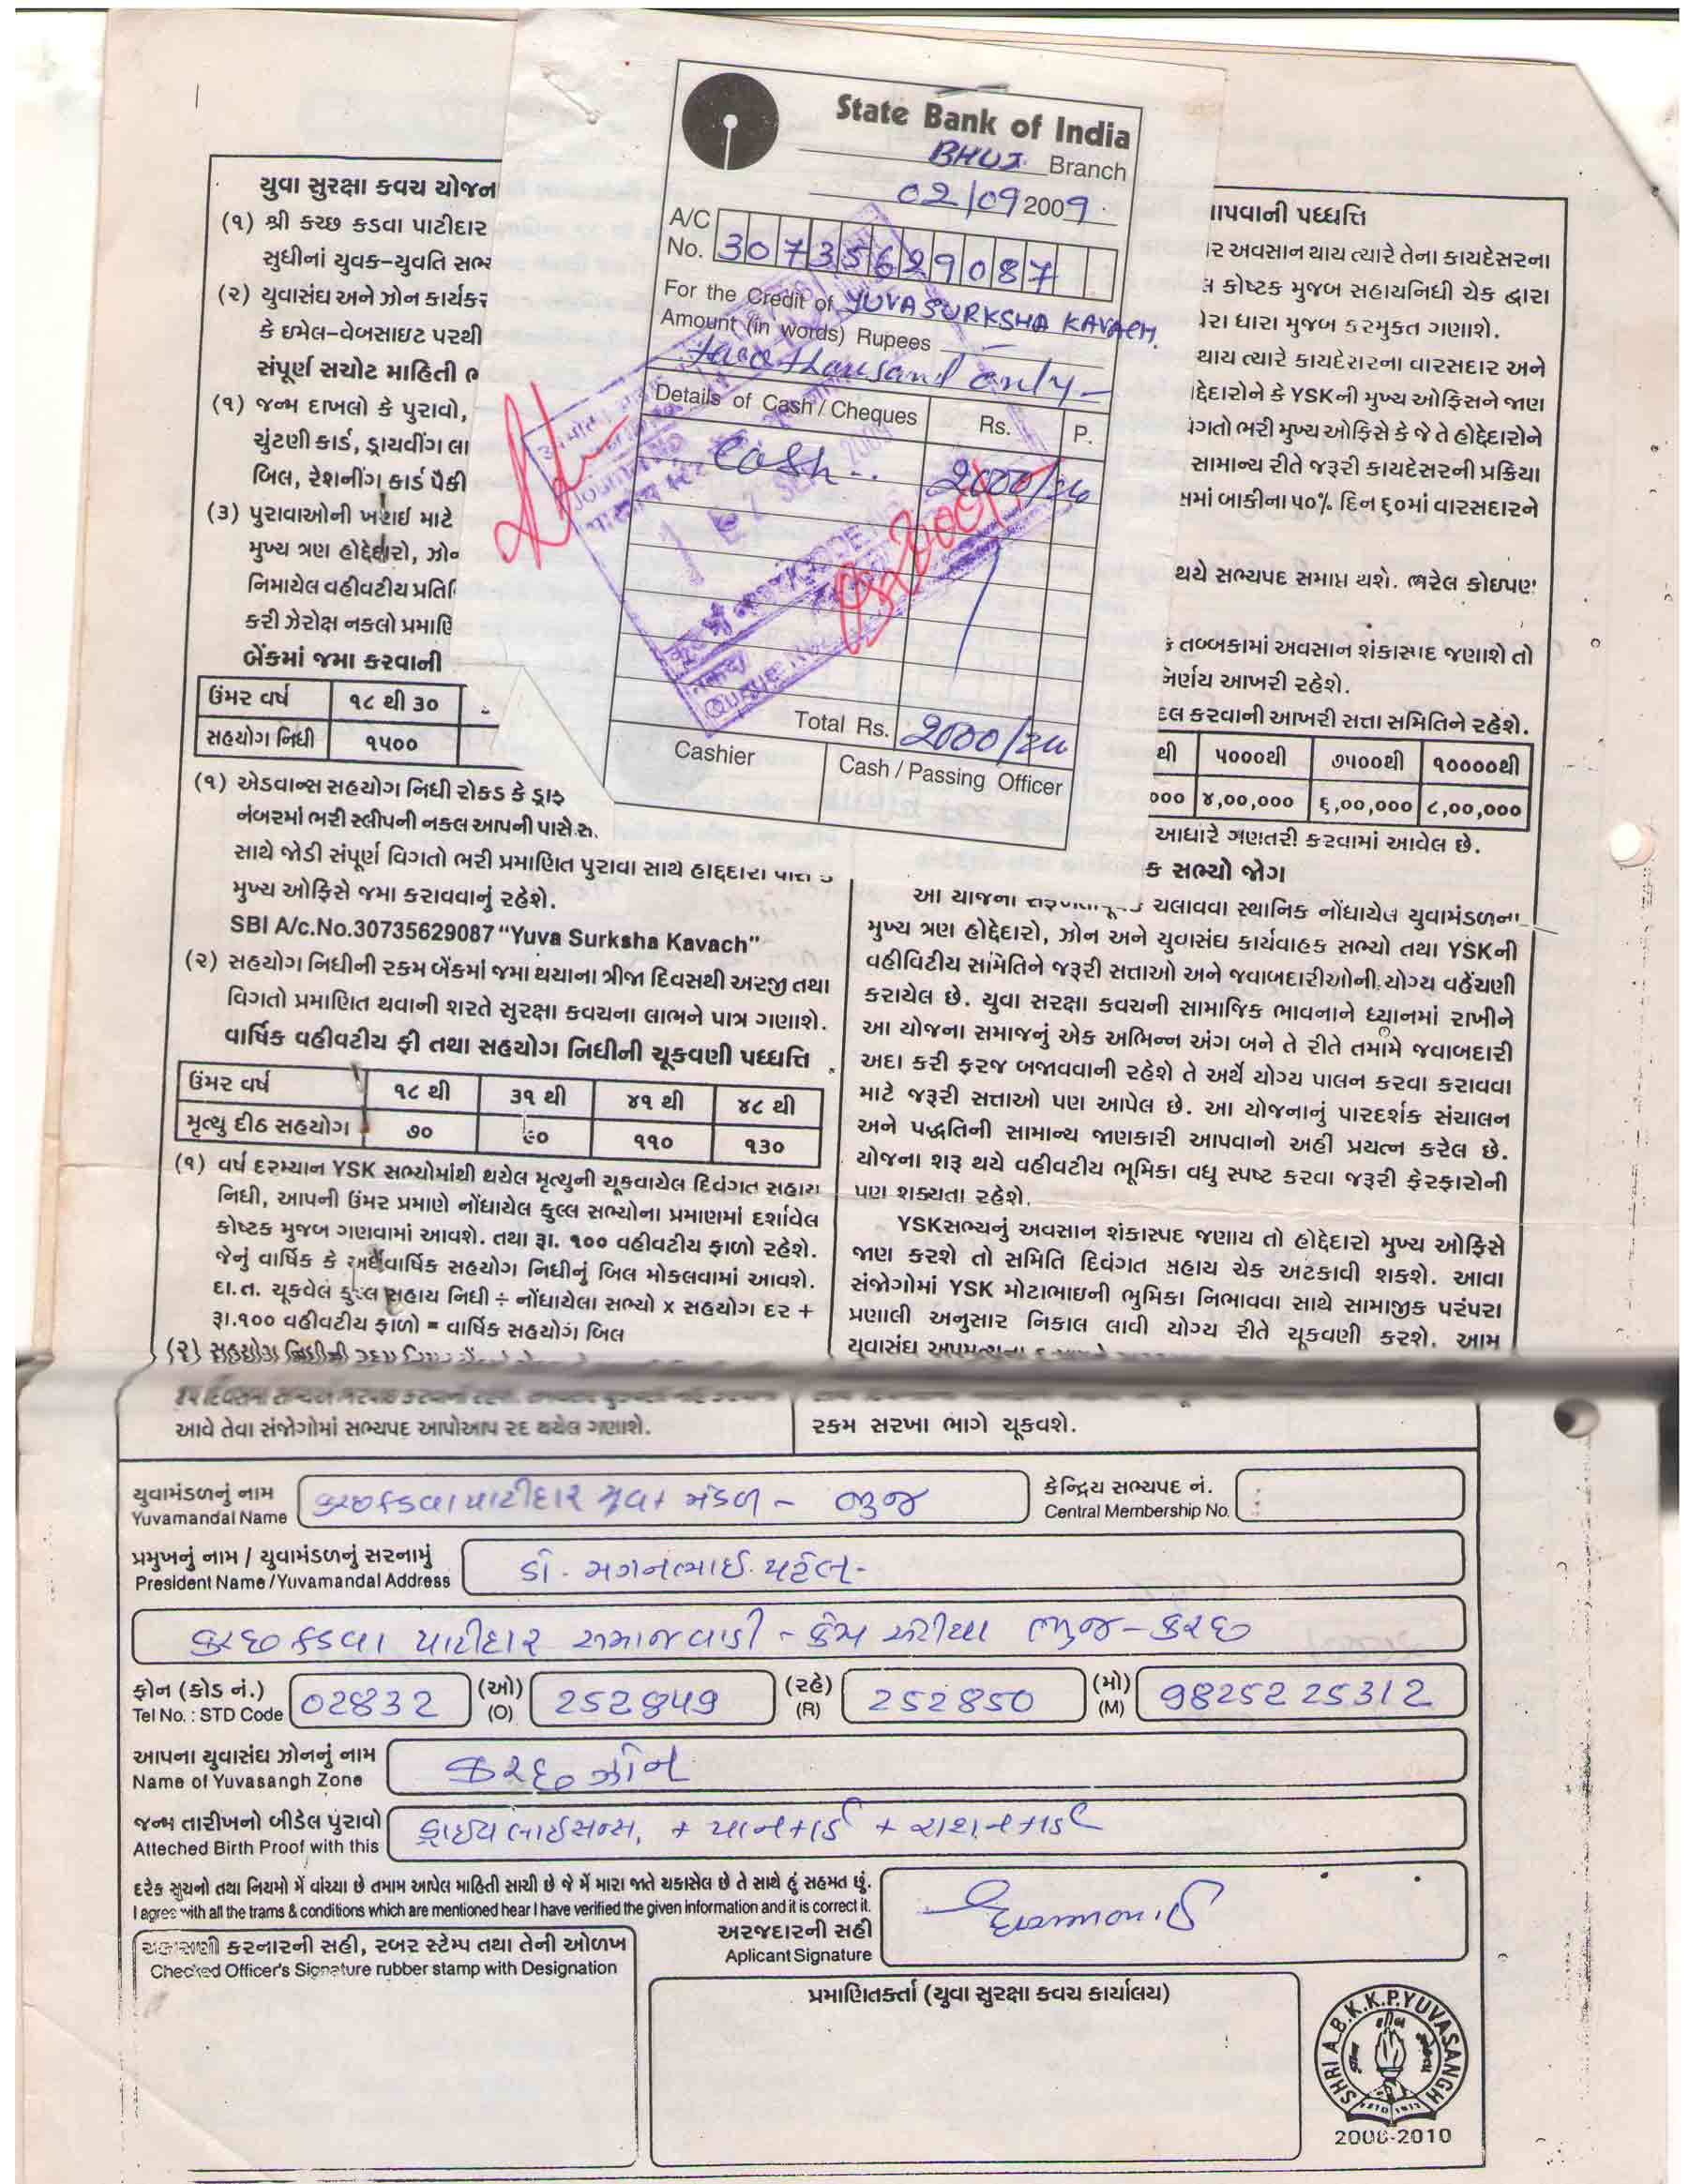 State Bank of India
BHUJ Branch
02/09 2009
A/C
No. 30735629087
For the Credit of YUVA SURKSHA KAVACH
Amount (in words) Rupees
two thousand only
Details of Cash / Cheques Rs. P.
Cash 2000/
Total Rs. 2000/
Cashier
Cash / Passing Officer
યુવા સુરક્ષા કવચ યોજન
(૧) શ્રી કચ્છ કડવા પાટીદાર
સુધીનાં યુવક-યુવતિ સભ્ય
(૨) યુવાસંઘ અને ઝોન કાર્યકર
કે ઇમેલ-વેબસાઇટ પરથી
સંપૂર્ણ સચોટ માહિતી ભ
(૧) જન્મ દાખલો કે પુરાવો,
ચુંટણી કાર્ડ, ડ્રાયવીંગ લા
બિલ, રેશનીંગ કાર્ડ પૈકી
(૩) પુરાવાઓની ખરાઇ માટે
મુખ્ય ત્રણ હોદ્દેદારો, ઝોન
નિમાયેલ વહીવટીય પ્રતિ
કરી ઝેરોક્ષ નકલો પ્રમાણિ
બેંકમાં જમા કરવાની
ઉંમર વર્ષ ૧૮ થી ૩૦
સહયોગ નિધી ૧૫૦૦
(૧) એડવાન્સ સહયોગ નિધી રોકડ કે ડ્રાફ
નંબરમાં ભરી સ્લીપની નકલ આપની પાસે
સાથે જોડી સંપૂર્ણ વિગતો ભરી પ્રમાણિત પુરાવા સાથે
મુખ્ય ઓફિસે જમા કરાવવાનું રહેશે.
SBI A/c.No.30735629087 "Yuva Surksha Kavach"
(૨) સહયોગ નિધીની રકમ બેંકમાં જમા થયાના ત્રીજા દિવસથી અરજી તથા
વિગતો પ્રમાણિત થવાની શરતે સુરક્ષા કવચના લાભને પાત્ર ગણાશે.
વાર્ષિક વહીવટીય ફી તથા સહયોગ નિધીની ચૂકવણી પધ્ધત્તિ
ઉંમર વર્ષ ૧૮ થી ૩૧ થી ૪૧ થી ૪૮ થી
મૃત્યુ દીઠ સહયોગ ૭૦ ૯૦ ૧૧૦ ૧૩૦
(૧) વર્ષ દરમ્યાન YSK સભ્યોમાંથી થયેલ મૃત્યુની ચૂકવાયેલ દિવંગત સહાય
નિધી, આપની ઉંમર પ્રમાણે નોંધાયેલ કુલ્લ સભ્યોના પ્રમાણમાં દર્શાવેલ
કોષ્ટક મુજબ ગણવામાં આવશે. તથા રૂા. ૧૦૦ વહીવટીય ફાળો રહેશે.
જેનું વાર્ષિક કે અર્ધવાર્ષિક સહયોગ નિધીનું બિલ મોકલવામાં આવશે.
દા.ત. ચૂકવેલ કુલ્લ સહાય નિધી ÷ નોંધાયેલા સભ્યો x સહયોગ દર +
રૂા.૧૦૦ વહીવટીય ફાળો = વાર્ષિક સહયોગ બિલ
(૨) સહયોગ નિધીની
આવે તેવા સંજોગોમાં સભ્યપદ આપોઆપ રદ થયેલ ગણાશે.
ાપવાની પધ્ધત્તિ
ર અવસાન થાય ત્યારે તેના કાયદેસરના
કોષ્ટક મુજબ સહાયનિધી ચેક દ્વારા
ધારા મુજબ કરમુકત ગણાશે.
થાય ત્યારે કાયદેરારના વારસદાર અને
દ્દેદારોને કે YSKની મુખ્ય ઓફિસને જાણ
ગતો ભરી મુખ્ય ઓફિસે કે જે તે હોદ્દેદારોને
સામાન્ય રીતે જરૂરી કાયદેસરની પ્રક્રિયા
માં બાકીના ૫૦% દિન ૬૦માં વારસદારને
થયે સભ્યપદ સમાપ્ત થશે. ભરેલ કોઇપણ
તબ્બકામાં અવસાન શંકાસ્પદ જણાશે તો
નિર્ણય આખરી રહેશે.
દલ કરવાની આખરી સત્તા સમિતિને રહેશે.
થી ૫૦૦૦થી ૭૫૦૦થી ૧૦૦૦૦થી
૦૦૦ ૪,૦૦,૦૦૦ ૬,૦૦,૦૦૦ ૮,૦૦,૦૦૦
આધારે ગણતરી કરવામાં આવેલ છે.
ક સભ્યો જોગ
આ યોજના ચલાવવા સ્થાનિક નોંધાયેલ યુવામંડળના
મુખ્ય ત્રણ હોદ્દેદારો, ઝોન અને યુવાસંઘ કાર્યવાહક સભ્યો તથા YSKની
વહીવિટીય સમિતિને જરૂરી સત્તાઓ અને જવાબદારીઓની યોગ્ય વહેંચણી
કરાયેલ છે. યુવા સરક્ષા કવચની સામાજિક ભાવનાને ધ્યાનમાં રાખીને
આ યોજના સમાજનું એક અભિન્ન અંગ બને તે રીતે તમામે જવાબદારી
અદા કરી ફરજ બજાવવાની રહેશે તે અર્થે યોગ્ય પાલન કરવા કરાવવા
માટે જરૂરી સત્તાઓ પણ આપેલ છે. આ યોજનાનું પારદર્શક સંચાલન
અને પદ્ધતિની સામાન્ય જાણકારી આપવાનો અહી પ્રયત્ન કરેલ છે.
યોજના શરૂ થયે વહીવટીય ભૂમિકા વધુ સ્પષ્ટ કરવા જરૂરી ફેરફારોની
પણ શક્યતા રહેશે.
YSKસભ્યનું અવસાન શંકાસ્પદ જણાય તો હોદ્દેદારો મુખ્ય ઓફિસે
જાણ કરશે તો સમિતિ દિવંગત સહાય ચેક અટકાવી શકશે. આવા
સંજોગોમાં YSK મોટાભાઇની ભુમિકા નિભાવવા સાથે સામાજીક પરંપરા
પ્રણાલી અનુસાર નિકાલ લાવી યોગ્ય રીતે ચૂકવણી કરશે. આમ
યુવાસંઘ
રકમ સરખા ભાગે ચૂકવશે.
યુવામંડળનું નામ કચ્છ કડવા પાટીદાર યુવા મંડળ - ભુજ કેન્દ્રિય સભ્યપદ નં.
Yuvamandal Name Central Membership No.
પ્રમુખનું નામ / યુવામંડળનું સરનામું ડો. મગનભાઈ પટેલ-
President Name / Yuvamandal Address
કચ્છ કડવા પાટીદાર સમાજવાડી - કેમ્પ એરીયા ભુજ-કચ્છ
ફોન (કોડ નં.) 02832 (ઓ) 252849 (રહે) 252850 (મો) 9825225312
Tel No. : STD Code (O) (R) (M)
આપના યુવાસંઘ ઝોનનું નામ કચ્છ ઝોન
Name of Yuvasangh Zone
જન્મ તારીખનો બીડેલ પુરાવો ડ્રાઈવ લાઈસન્સ, + પાનકાર્ડ + રાશનકાર્ડ
Atteched Birth Proof with this
દરેક સુચનો તથા નિયમો મેં વાંચ્યા છે તમામ આપેલ માહિતી સાચી છે જે મેં મારા જાતે ચકાસેલ છે તે સાથે હું સહમત છું.
I agree with all the trams & conditions which are mentioned hear I have verified the given information and it is correct it.
અરજદારની સહી
Aplicant Signature
ચકાસણી કરનારની સહી, રબર સ્ટેમ્પ તથા તેની ઓળખ
Checked Officer's Signature rubber stamp with Designation
પ્રમાણિતકર્તા (યુવા સુરક્ષા કવચ કાર્યાલય)
SHRI A.B.K.K.P.YUVASANGH
2008-2010